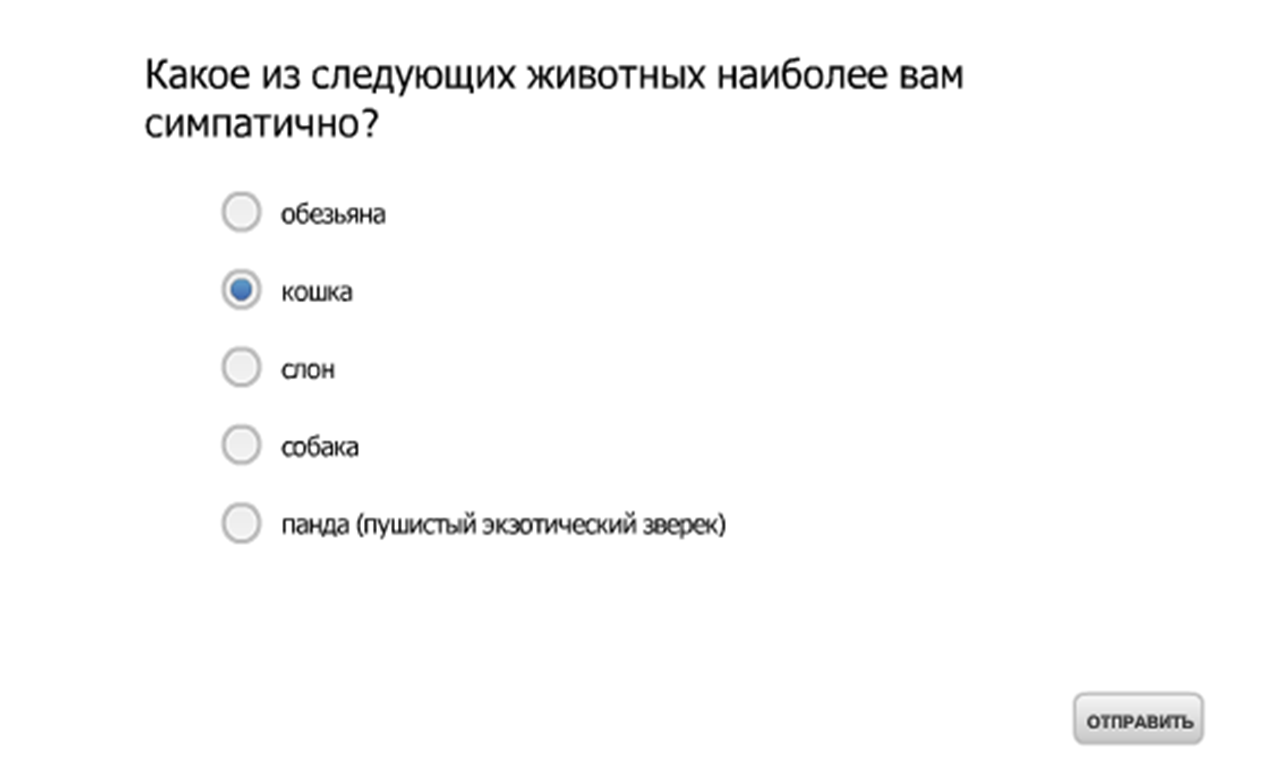 Какое из следующих животных наиболее вам
симпатично?
обезьяна
кошка
слон
собака
панда (пушистый экзотический зверек)
ОТПРАВИТЬ